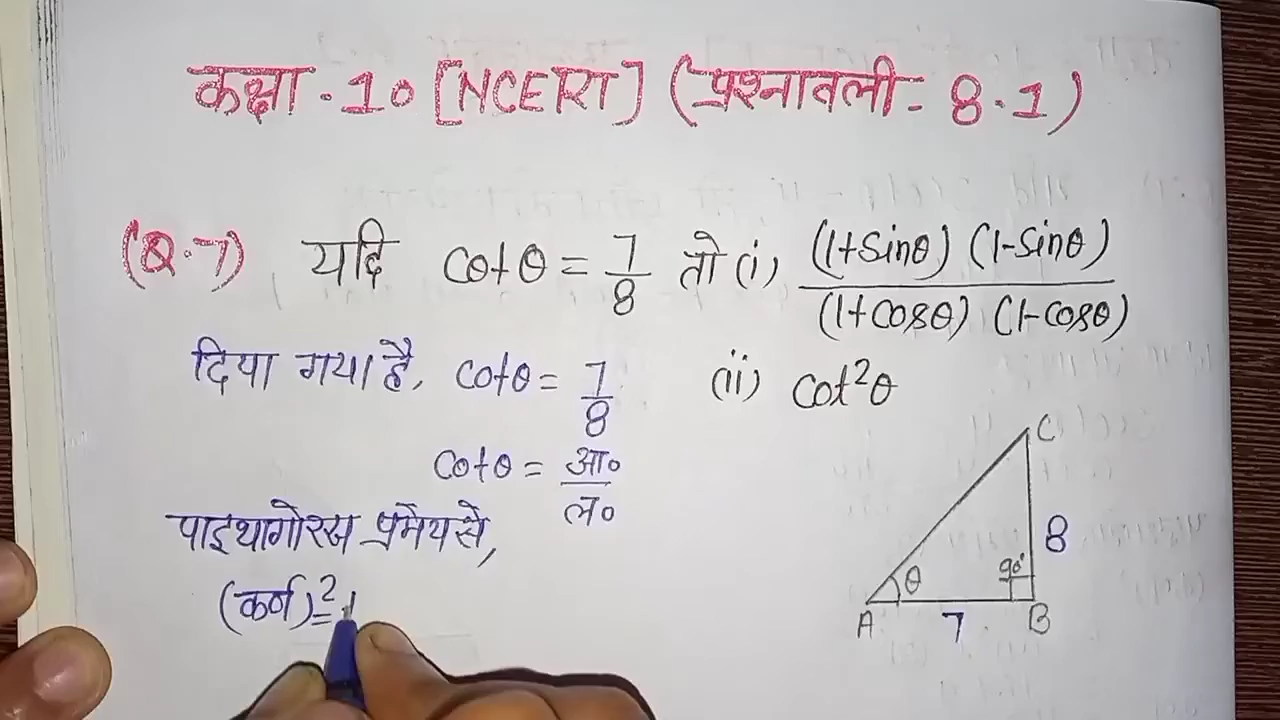 कक्षा - 10 [NCERT] (प्रश्नावली - 8.1)
(Q.7) यदि cotθ = 7/8 तो (i) (1+sinθ) (1-sinθ) / (1+cosθ) (1-cosθ)
दिया गया है, cotθ = 7/8 (ii) cot²θ
cotθ = आ० / ल०
पाइथागोरस प्रमेय से,
(कर्ण)² =
C
8
90°
θ
A 7 B